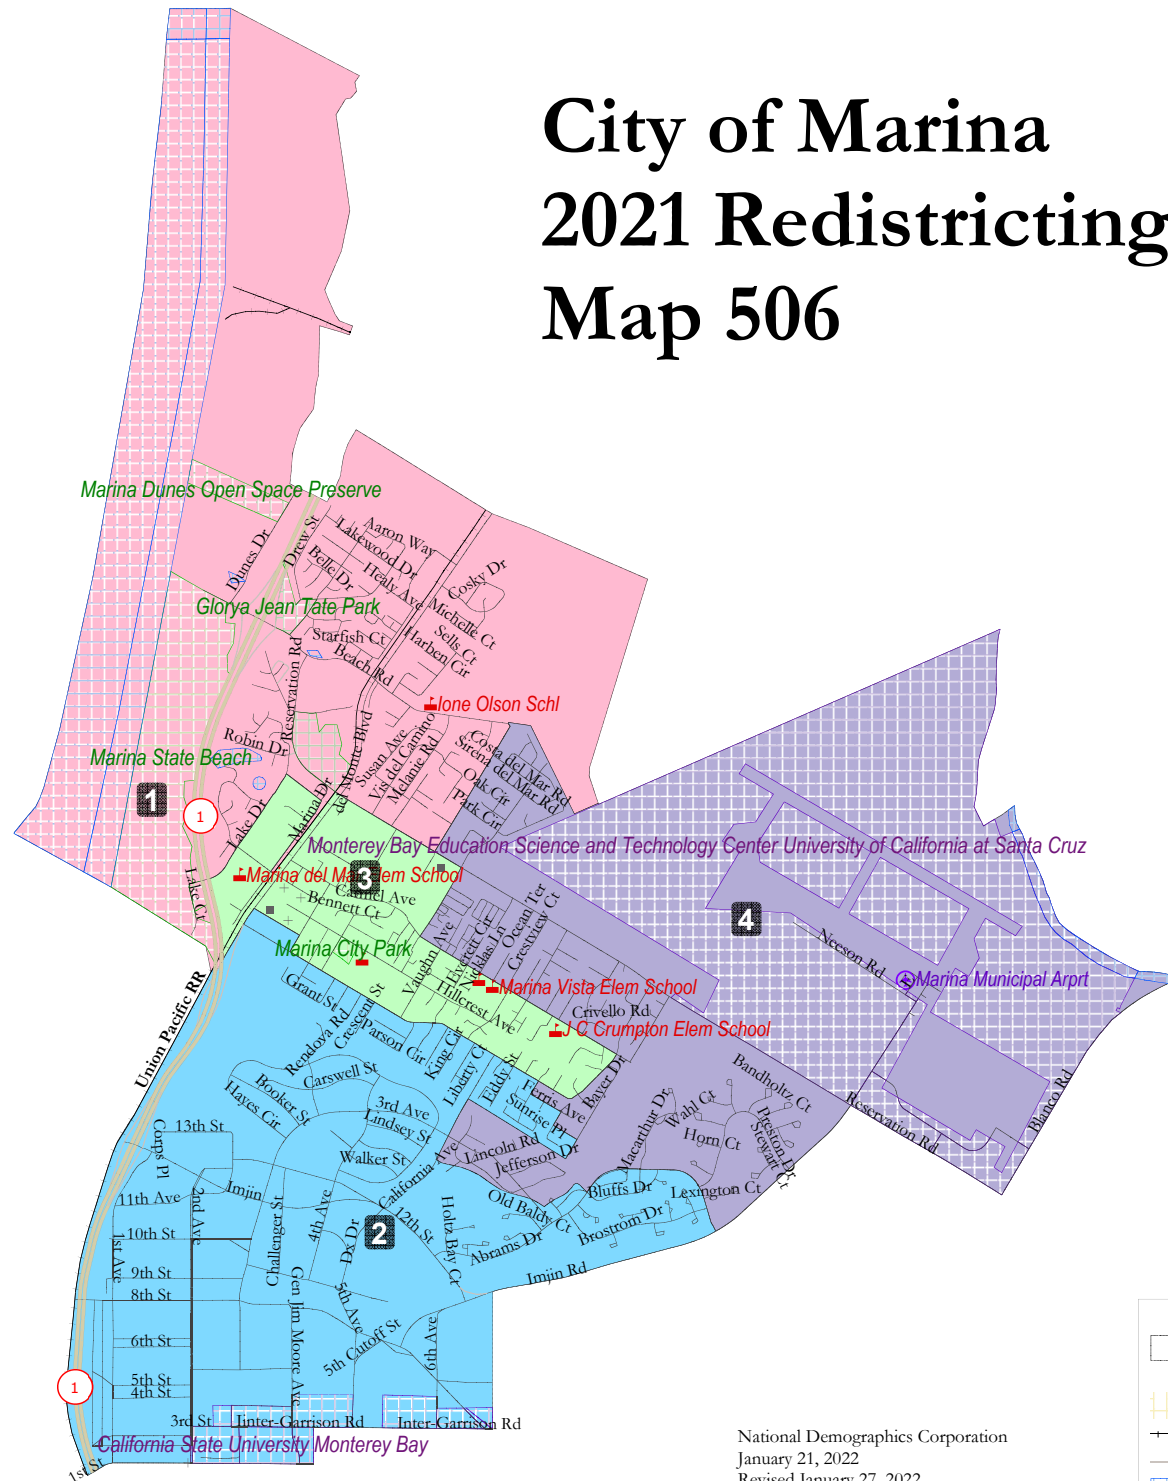 City of Marina
2021 Redistricting
Map 506
Marina Dunes Open Space Preserve
Aaron Way
Lakewood Dr
Drew St
Belle Dr
Healy Ave
Dunes Dr
Cosky Dr
Glorya Jean Tate Park
Michelle Ct
Sells Ct
Harben Cir
Starfish Ct
Beach Rd
Reservation Rd
Ione Olson Schl
Robin Dr
Marina State Beach
del Monte Blvd
Susan Ave
Vis del Camino
Melanie Rd
Costa del Mar Rd
Sirena del Mar Rd
Oak Cir
Park Cir
1
1
Lake Dr
Marina Dr
Monterey Bay Education Science and Technology Center University of California at Santa Cruz
Marina del Mar Elem School
3
Carmel Ave
Bennett Ct
Lake Ct
4
Marina City Park
Vaughn Ave
Everett Cir
Nicklas Ln
Ocean Ter
Crestview Ct
Neeson Rd
Marina Municipal Arprt
Marina Vista Elem School
Grant St
Hillcrest Ave
Crivello Rd
J C Crumpton Elem School
Union Pacific RR
Rendova Rd
Crescent St
Parson Cir
King Cir
Liberty Ct
Eddy St
Ferris Ave
Bayer Dr
Sunrise Pl
Bandholtz Ct
Reservation Rd
Blanco Rd
Carswell St
Booker St
Hayes Cir
3rd Ave
Lindsey St
Walker St
Macarthur Dr
Wahl Ct
Horn Ct
Preston Dr
Stewart Ct
Lincoln Rd
Jefferson Dr
Corps Pl
13th St
California Ave
Bluffs Dr
Lexington Ct
11th Ave
2nd Ave
Imjin
4th Ave
12th St
Old Baldy Ct
Brostrom Dr
Abrams Dr
10th St
1st Ave
Challenger St
Dx Dr
2
Holtz Bay Ct
Imjin Rd
9th St
8th St
Gen Jim Moore Ave
5th Ave
5th Cutoff St
6th Ave
6th St
5th St
4th St
1
3rd St
Inter-Garrison Rd
Inter-Garrison Rd
California State University Monterey Bay
1st St
National Demographics Corporation
January 21, 2022
Revised January 27, 2022